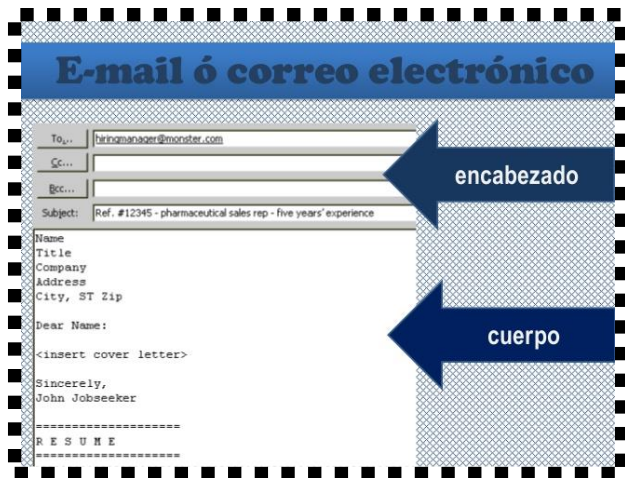 E-mail ó correo electrónico
To... hiringmanager@monster.com
Cc...
encabezado
Bcc...
Subject: Ref. #12345 - pharmaceutical sales rep - five years' experience
Name
Title
Company
Address
City, ST Zip
Dear Name:
cuerpo
<insert cover letter>
Sincerely,
John Jobseeker
====================
R E S U M E
====================